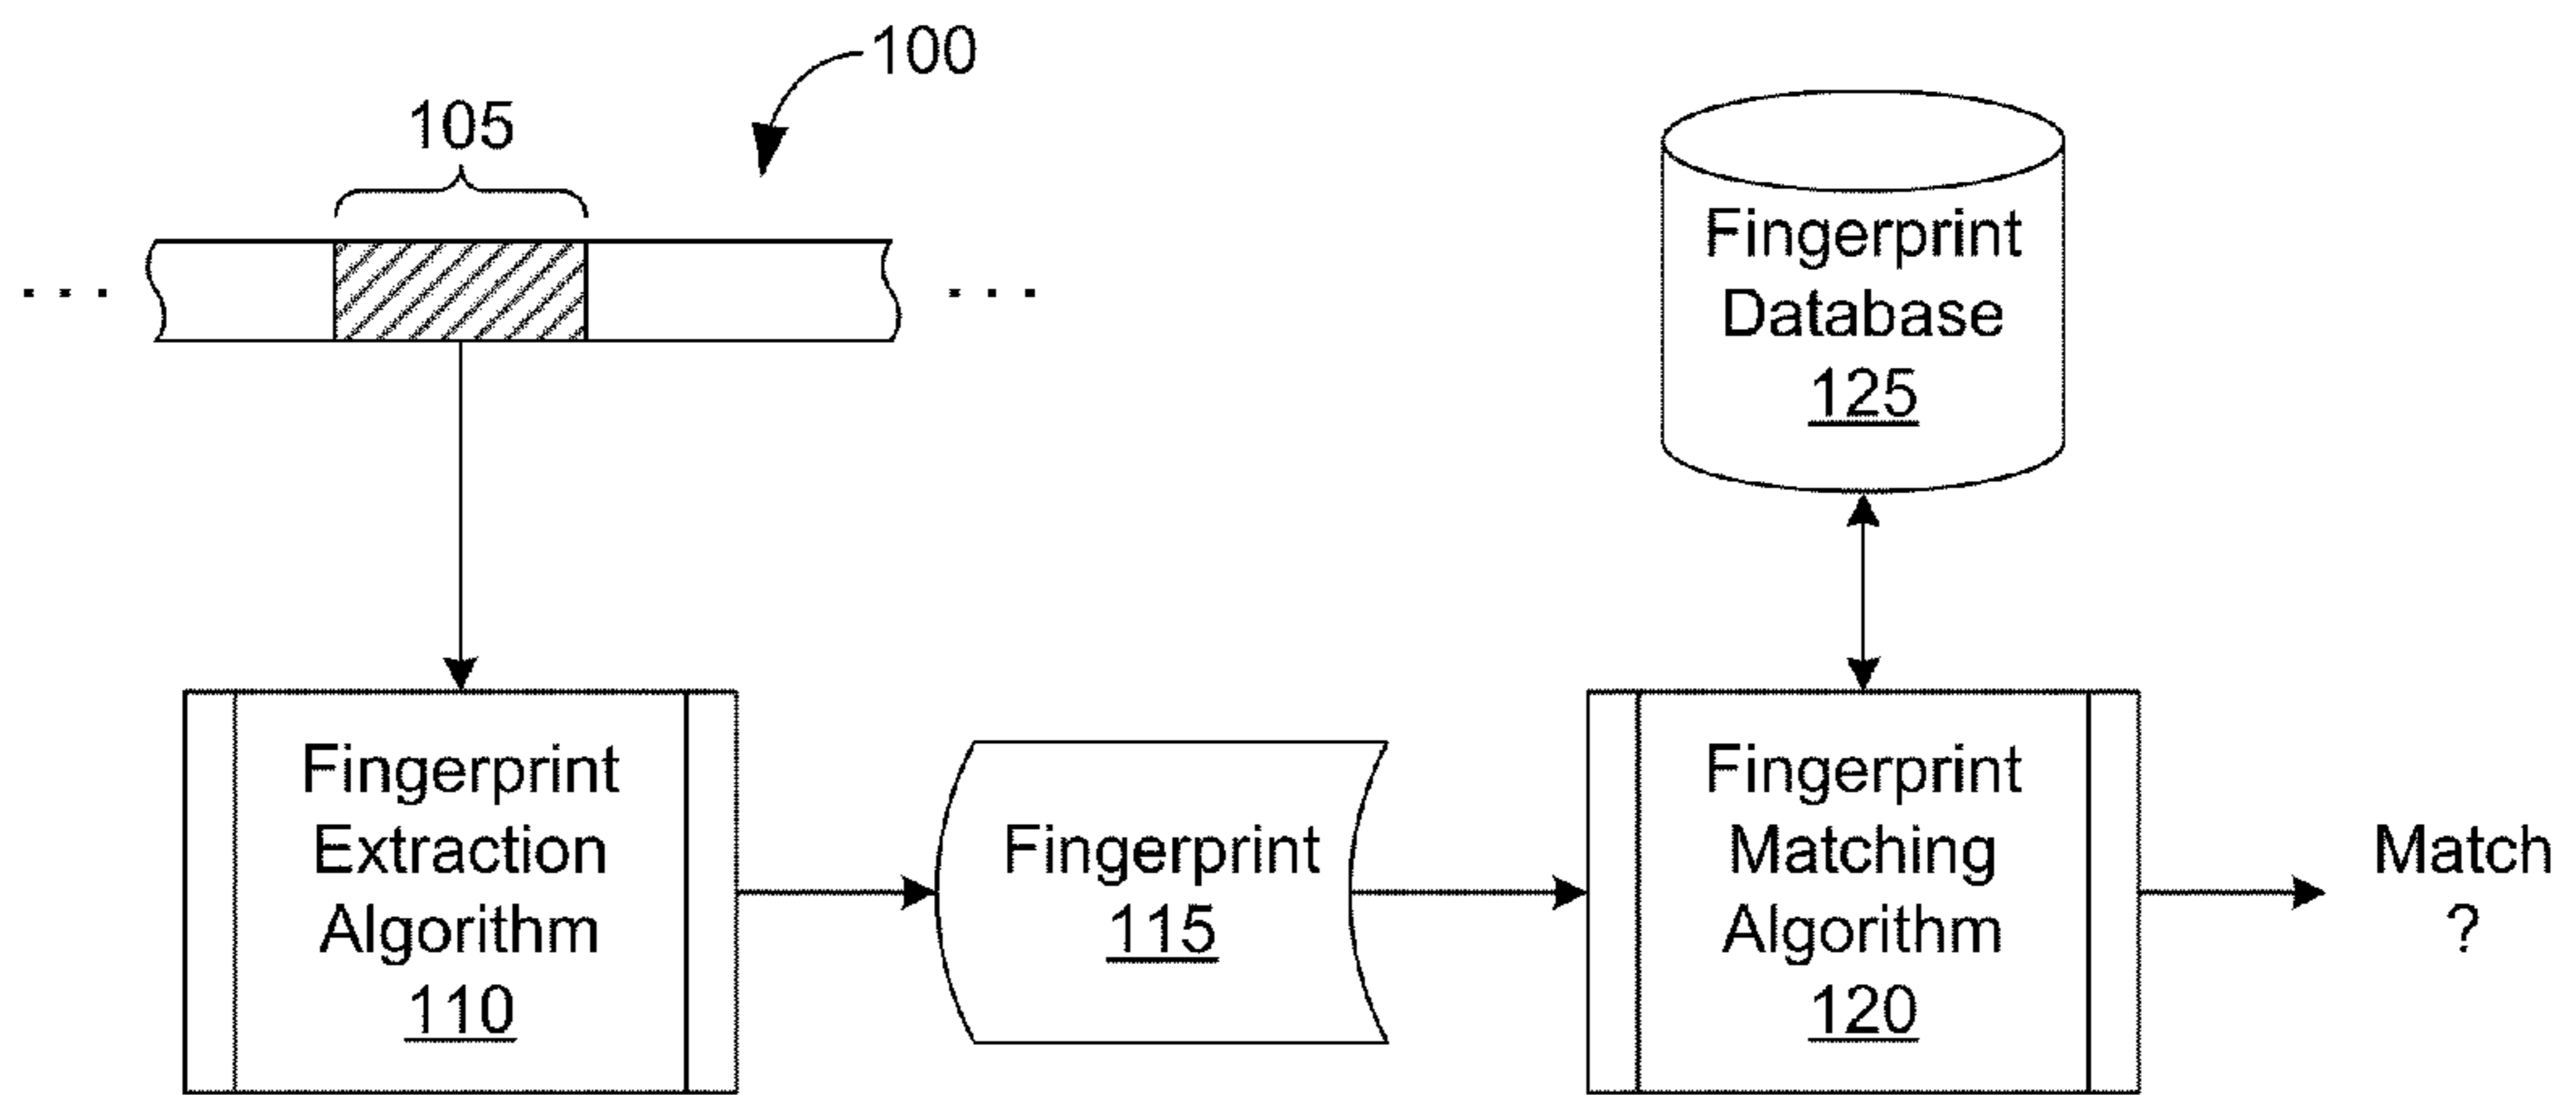 100
105
. . .
. . .
Fingerprint
Database
125
Fingerprint
Extraction
Algorithm
110
Fingerprint
115
Fingerprint
Matching
Algorithm
120
Match
?